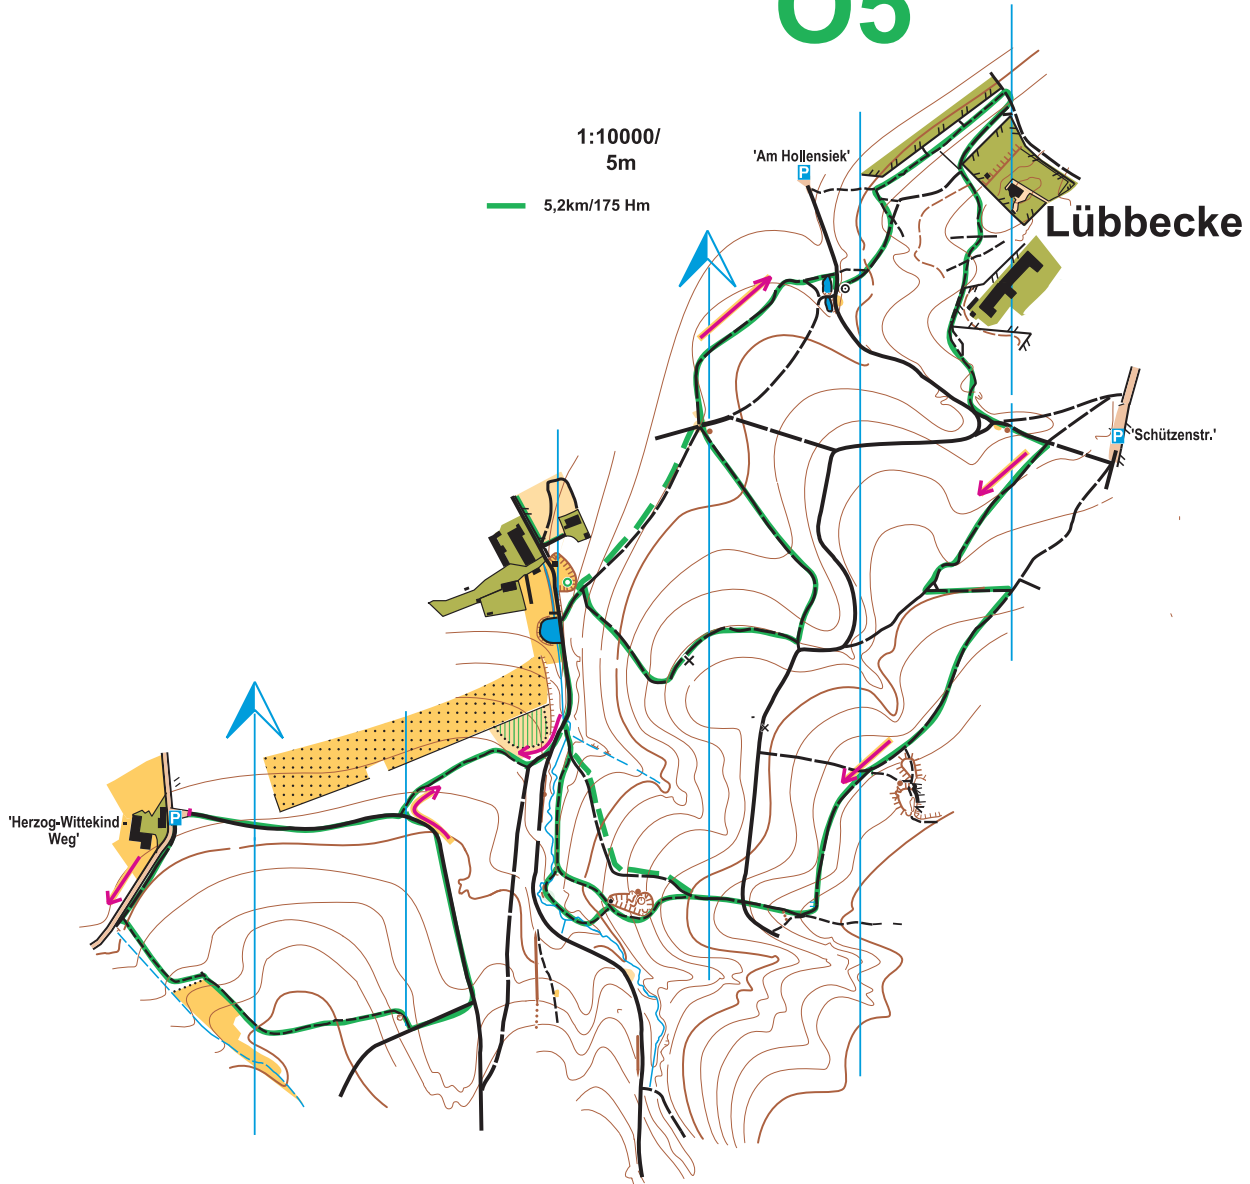 O5
1:10000/
5m
5,2km/175 Hm
'Am Hollensiek'
P
Lübbecke
P 'Schützenstr.'
'Herzog-Wittekind -
Weg'
P